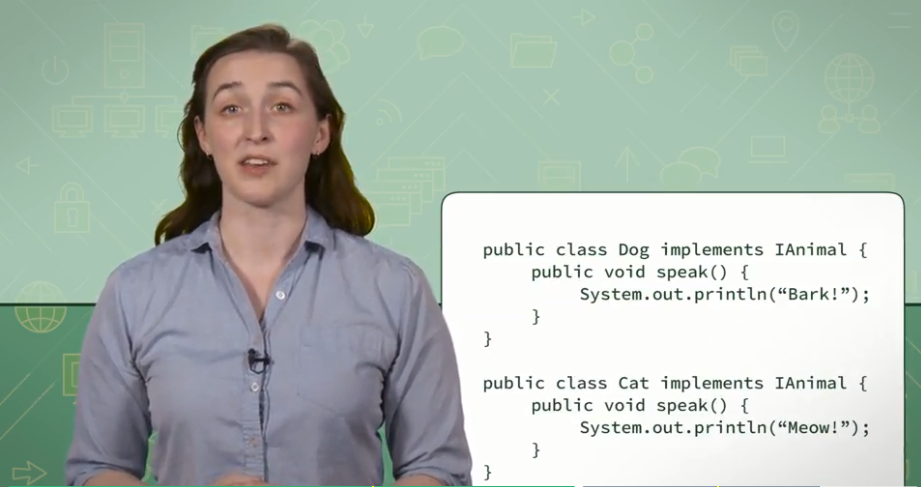 public class Dog implements IAnimal {
public void speak() {
System.out.println(“Bark!”);
}
}
public class Cat implements IAnimal {
public void speak() {
System.out.println(“Meow!”);
}
}